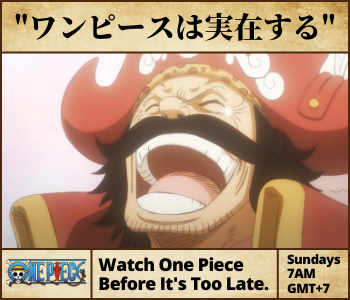 "ワンピースは実在する"
ONE PIECE
Watch One Piece
Before It's Too Late.
Sundays
7AM
GMT+7